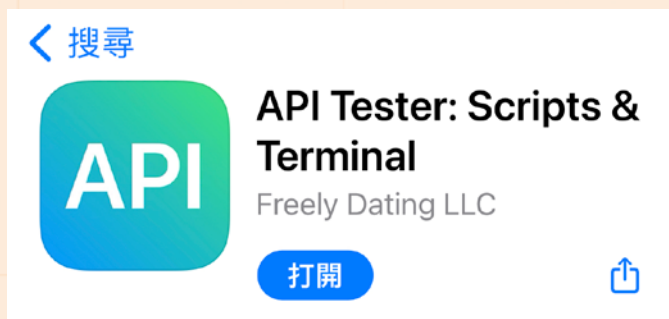 搜尋
API
API Tester: Scripts &
Terminal
Freely Dating LLC
打開